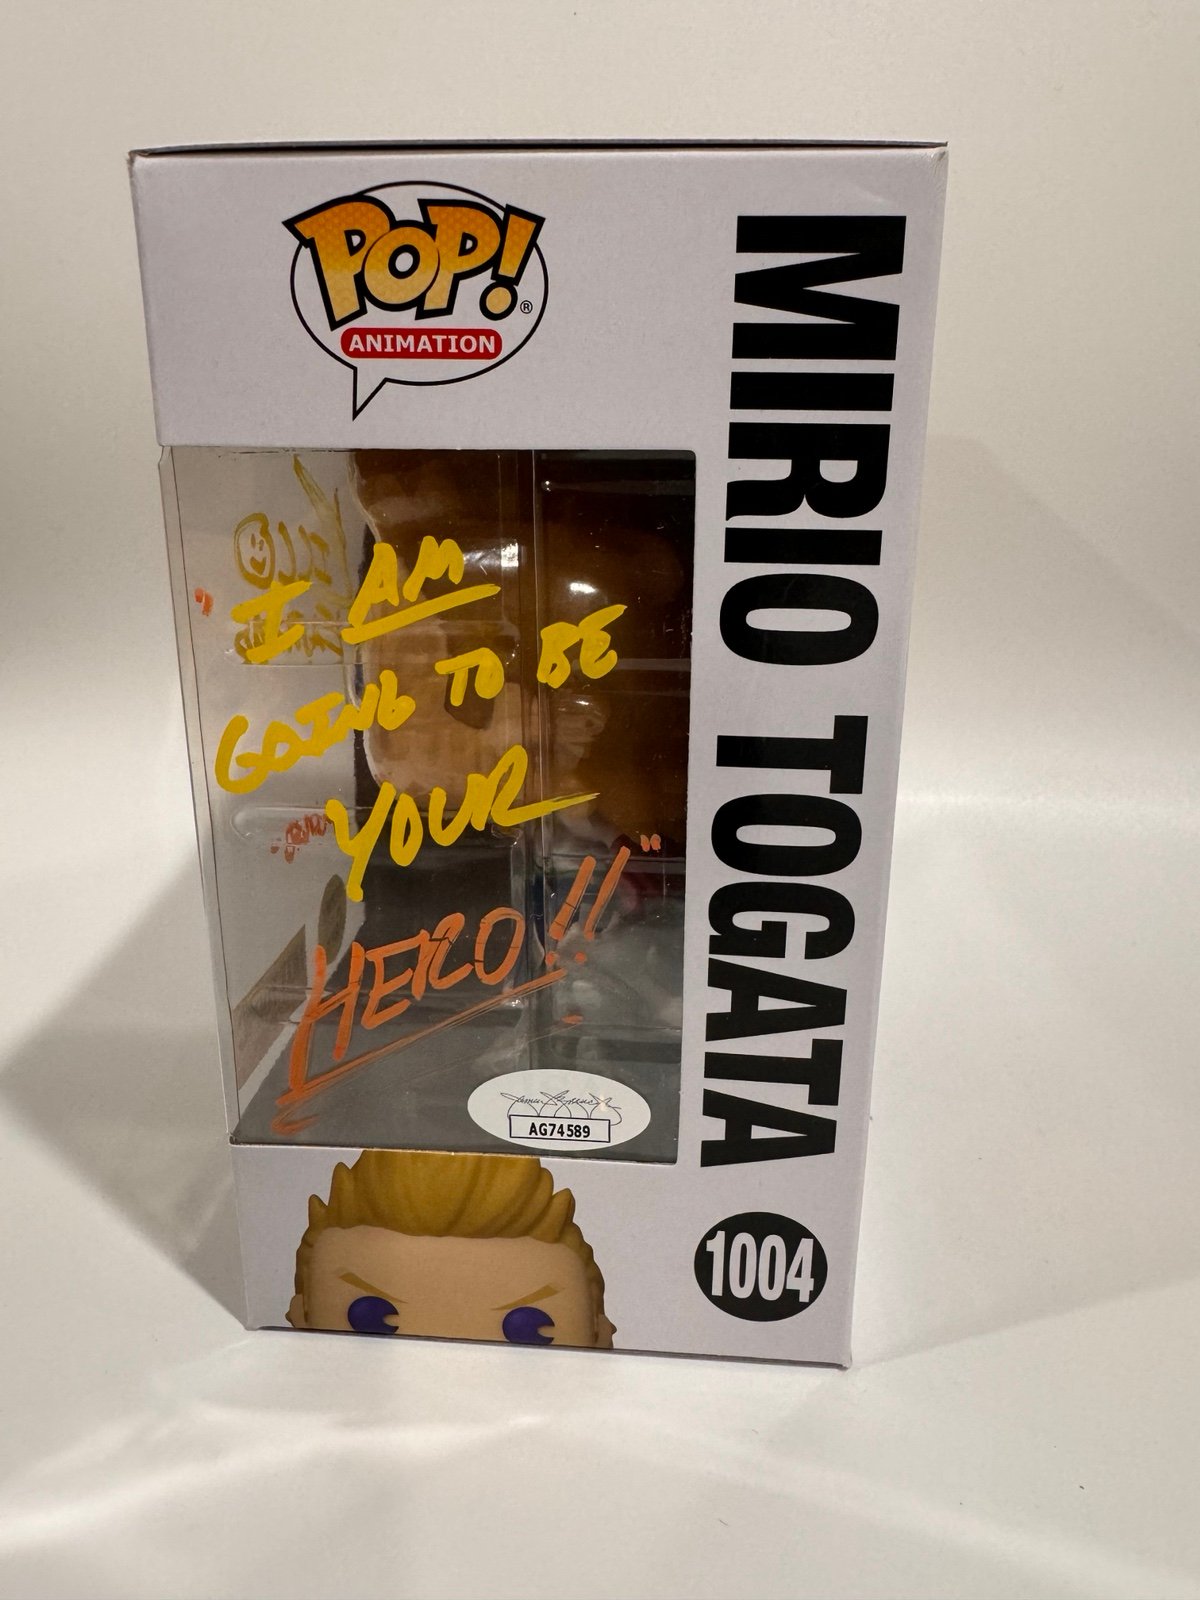 POP!®
ANIMATION
MIRIO TOGATA
1004
"I AM
GOING TO BE
YOUR
HERO!!"
AG74589